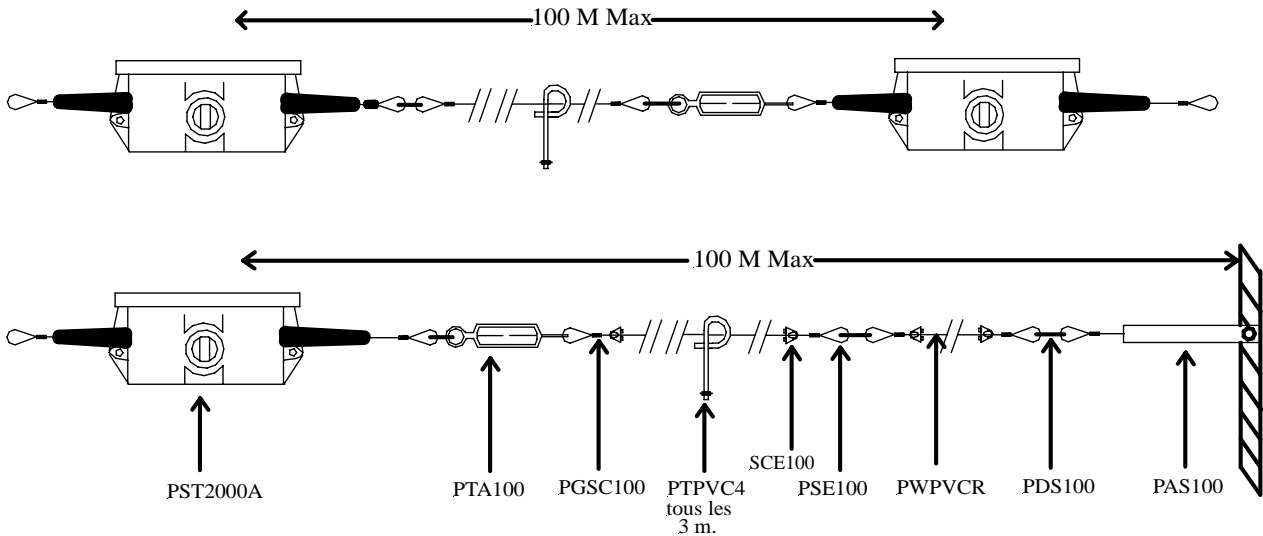 100 M Max
100 M Max
PST2000A
PTA100
PGSC100
PTPVC4
tous les
3 m.
SCE100
PSE100
PWPVCR
PDS100
PAS100